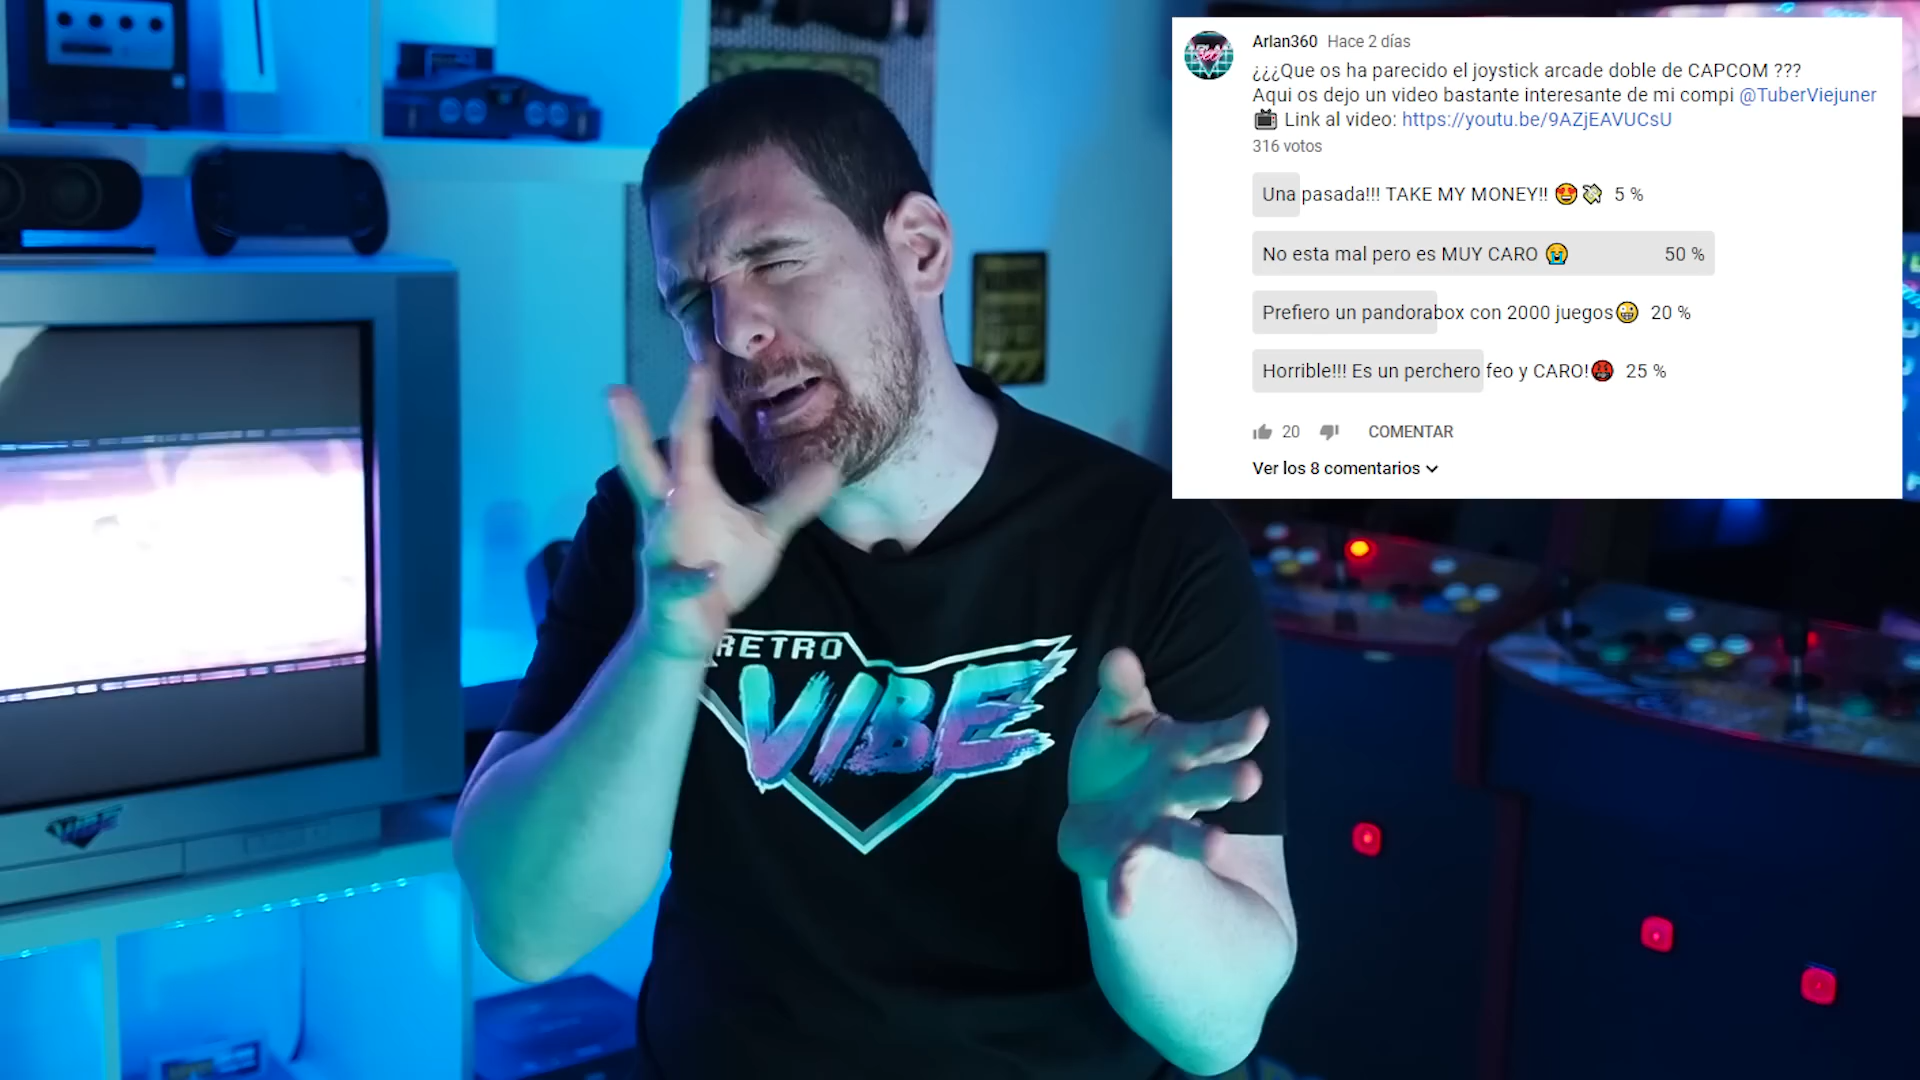 Arlan360 Hace 2 días
¿¿¿Que os ha parecido el joystick arcade doble de CAPCOM ???
Aqui os dejo un video bastante interesante de mi compi @TuberViejuner
📺 Link al video: https://youtu.be/9AZjEAVUCsU
316 votos
Una pasada!!! TAKE MY MONEY!! 🤩💸 5 %
No esta mal pero es MUY CARO 😭 50 %
Prefiero un pandorabox con 2000 juegos😀 20 %
Horrible!!! Es un perchero feo y CARO!🤬 25 %
20 COMENTAR
Ver los 8 comentarios
RETRO
VIBE
VIBE